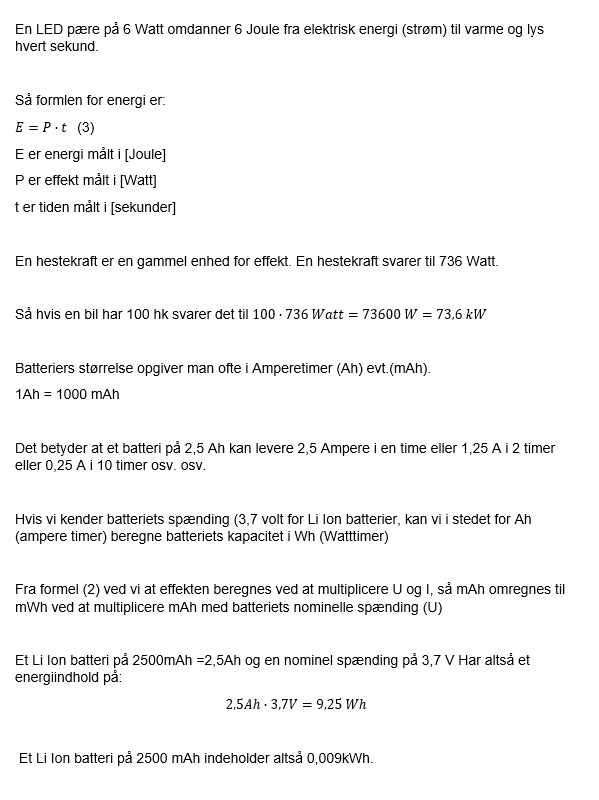 En LED pære på 6 Watt omdanner 6 Joule fra elektrisk energi (strøm) til varme og lys
hvert sekund.
Så formlen for energi er:
E = P · t (3)
E er energi målt i [Joule]
P er effekt målt i [Watt]
t er tiden målt i [sekunder]
En hestekraft er en gammel enhed for effekt. En hestekraft svarer til 736 Watt.
Så hvis en bil har 100 hk svarer det til 100 · 736 Watt = 73600 W = 73,6 kW
Batteriers størrelse opgiver man ofte i Amperetimer (Ah) evt.(mAh).
1Ah = 1000 mAh
Det betyder at et batteri på 2,5 Ah kan levere 2,5 Ampere i en time eller 1,25 A i 2 timer
eller 0,25 A i 10 timer osv. osv.
Hvis vi kender batteriets spænding (3,7 volt for Li Ion batterier, kan vi i stedet for Ah
(ampere timer) beregne batteriets kapacitet i Wh (Watttimer)
Fra formel (2) ved vi at effekten beregnes ved at multiplicere U og I, så mAh omregnes til
mWh ved at multiplicere mAh med batteriets nominelle spænding (U)
Et Li Ion batteri på 2500mAh =2,5Ah og en nominel spænding på 3,7 V Har altså et
energiindhold på:
2,5Ah · 3,7V = 9,25 Wh
Et Li Ion batteri på 2500 mAh indeholder altså 0,009kWh.